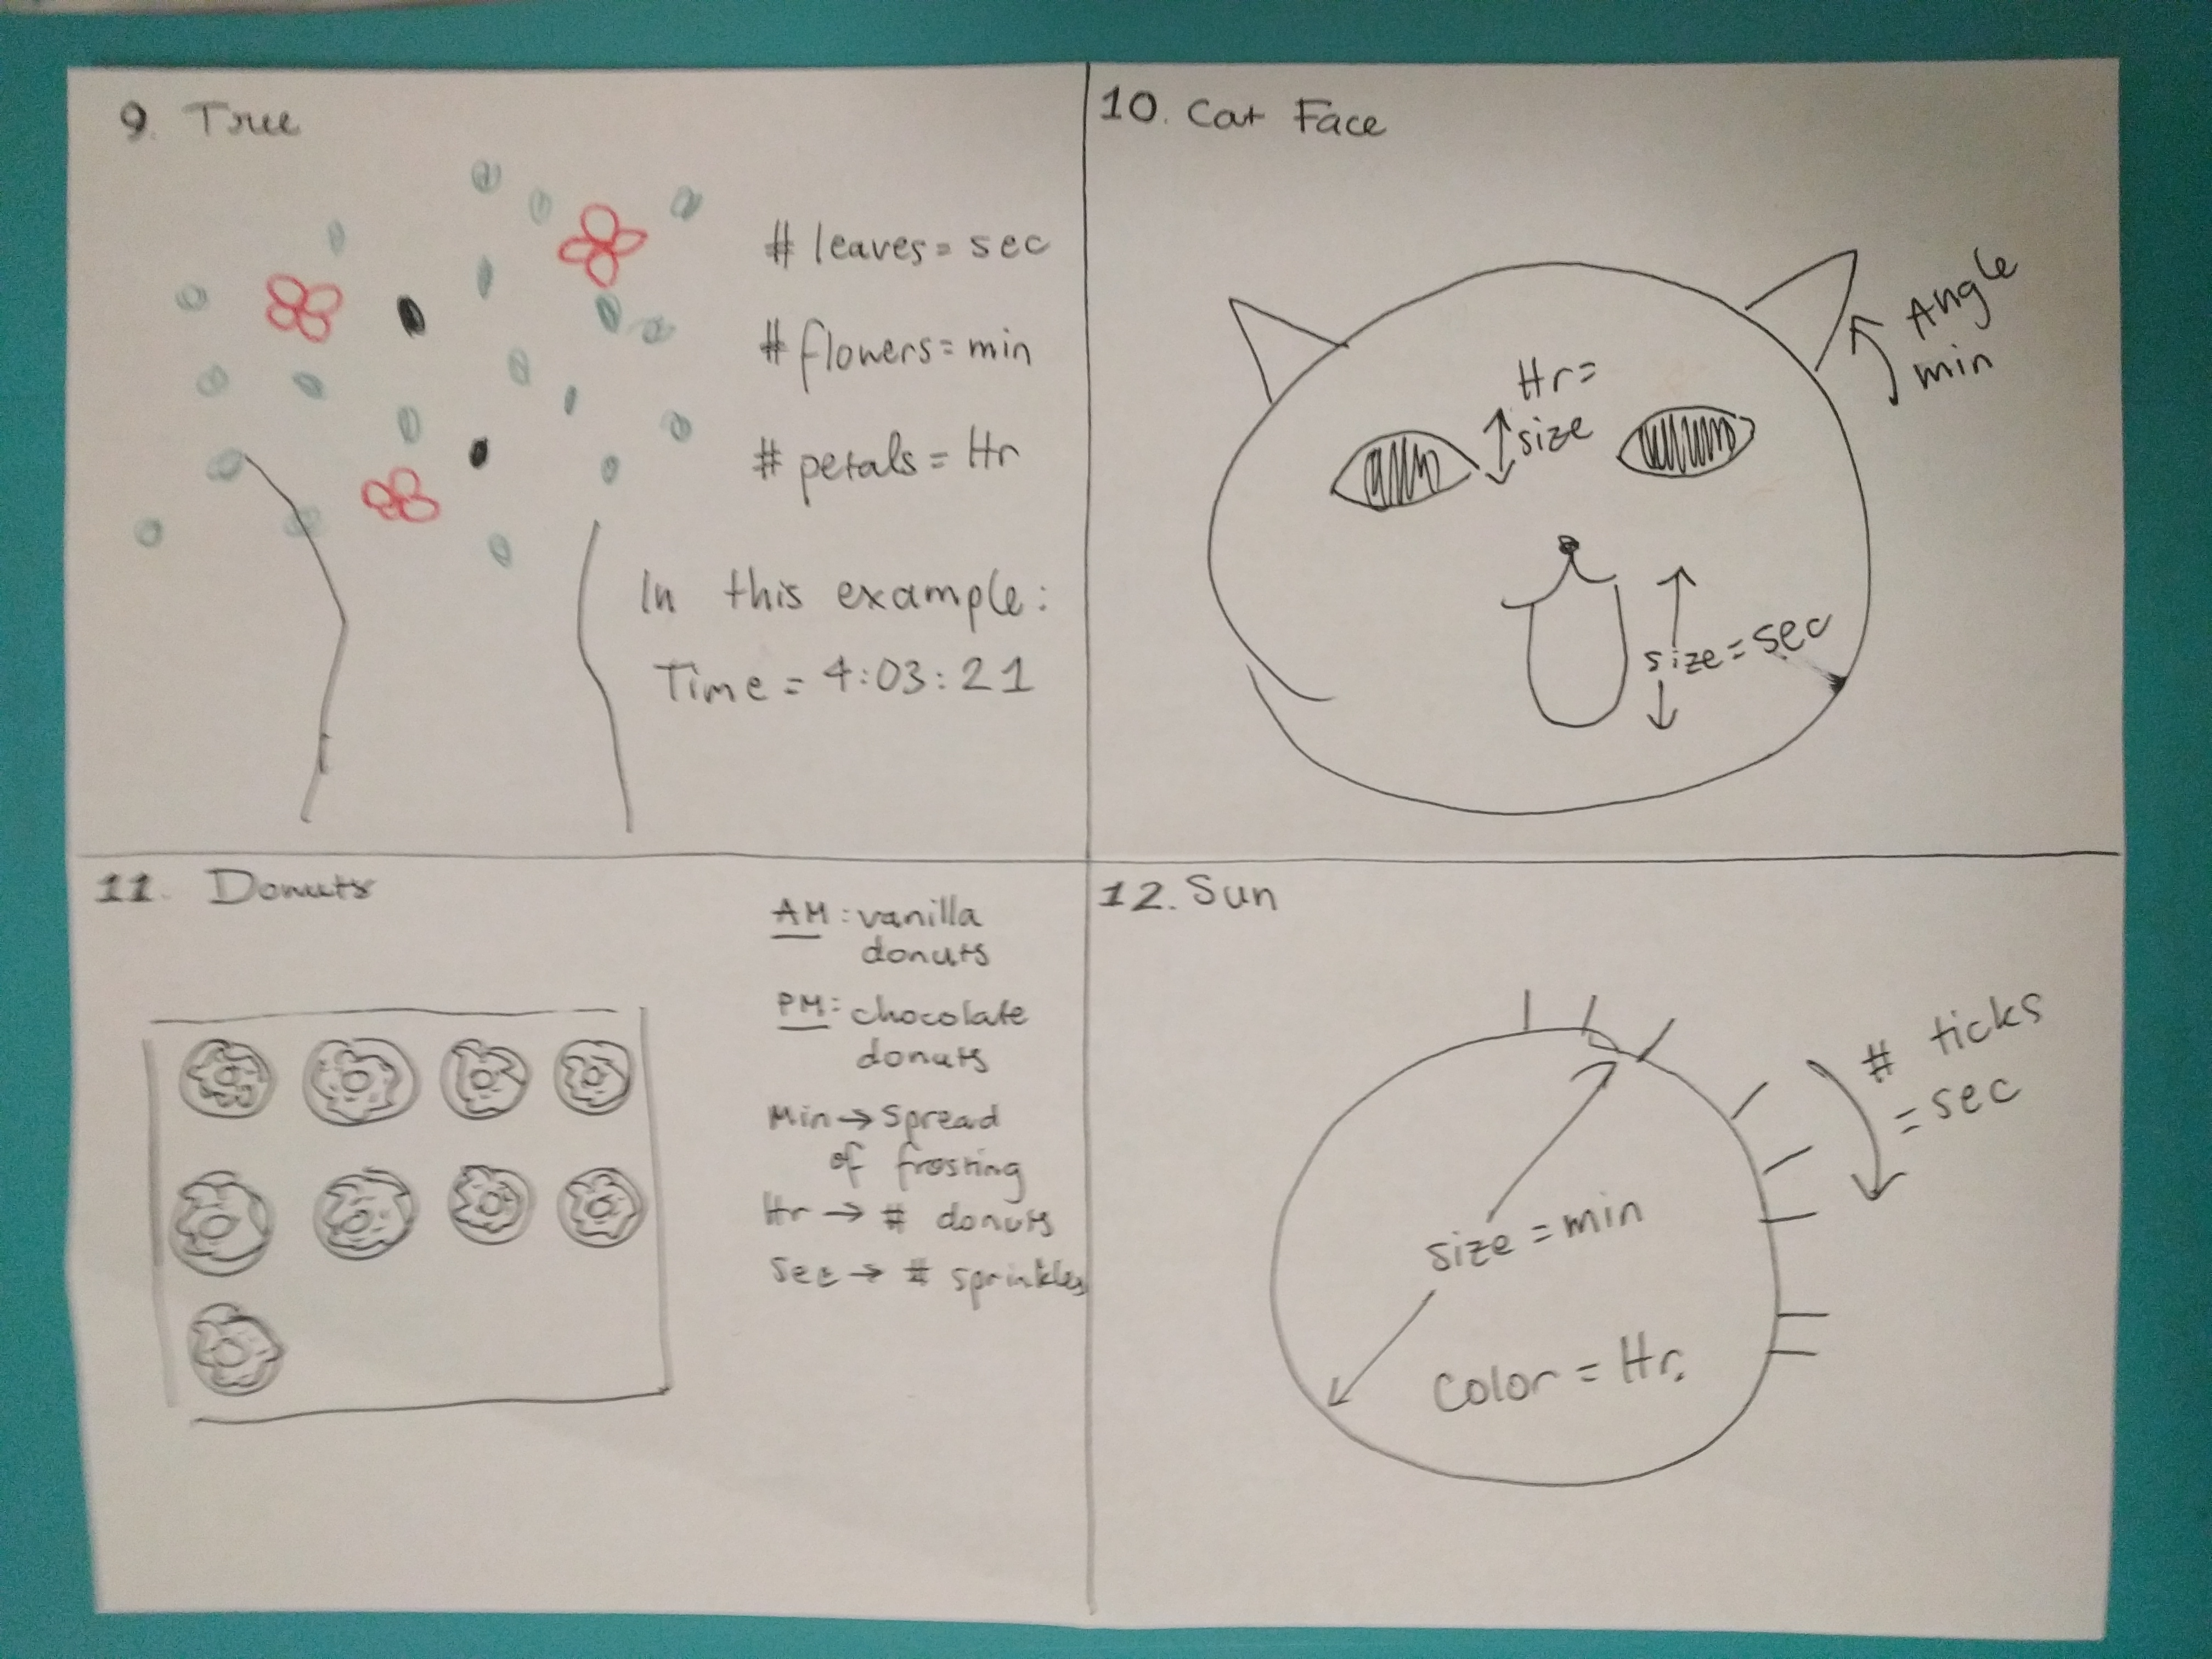 9. Tree
# leaves = sec
# flowers = min
# petals = Hr
In this example:
Time = 4:03:21
10. Cat Face
Hr =
size
Angle
min
size = sec
11. Donuts
AM: vanilla
donuts
PM: chocolate
donuts
Min → Spread
of frosting
Hr → # donuts
Sec → # sprinkles
12. Sun
# ticks
= sec
size = min
Color = Hr.